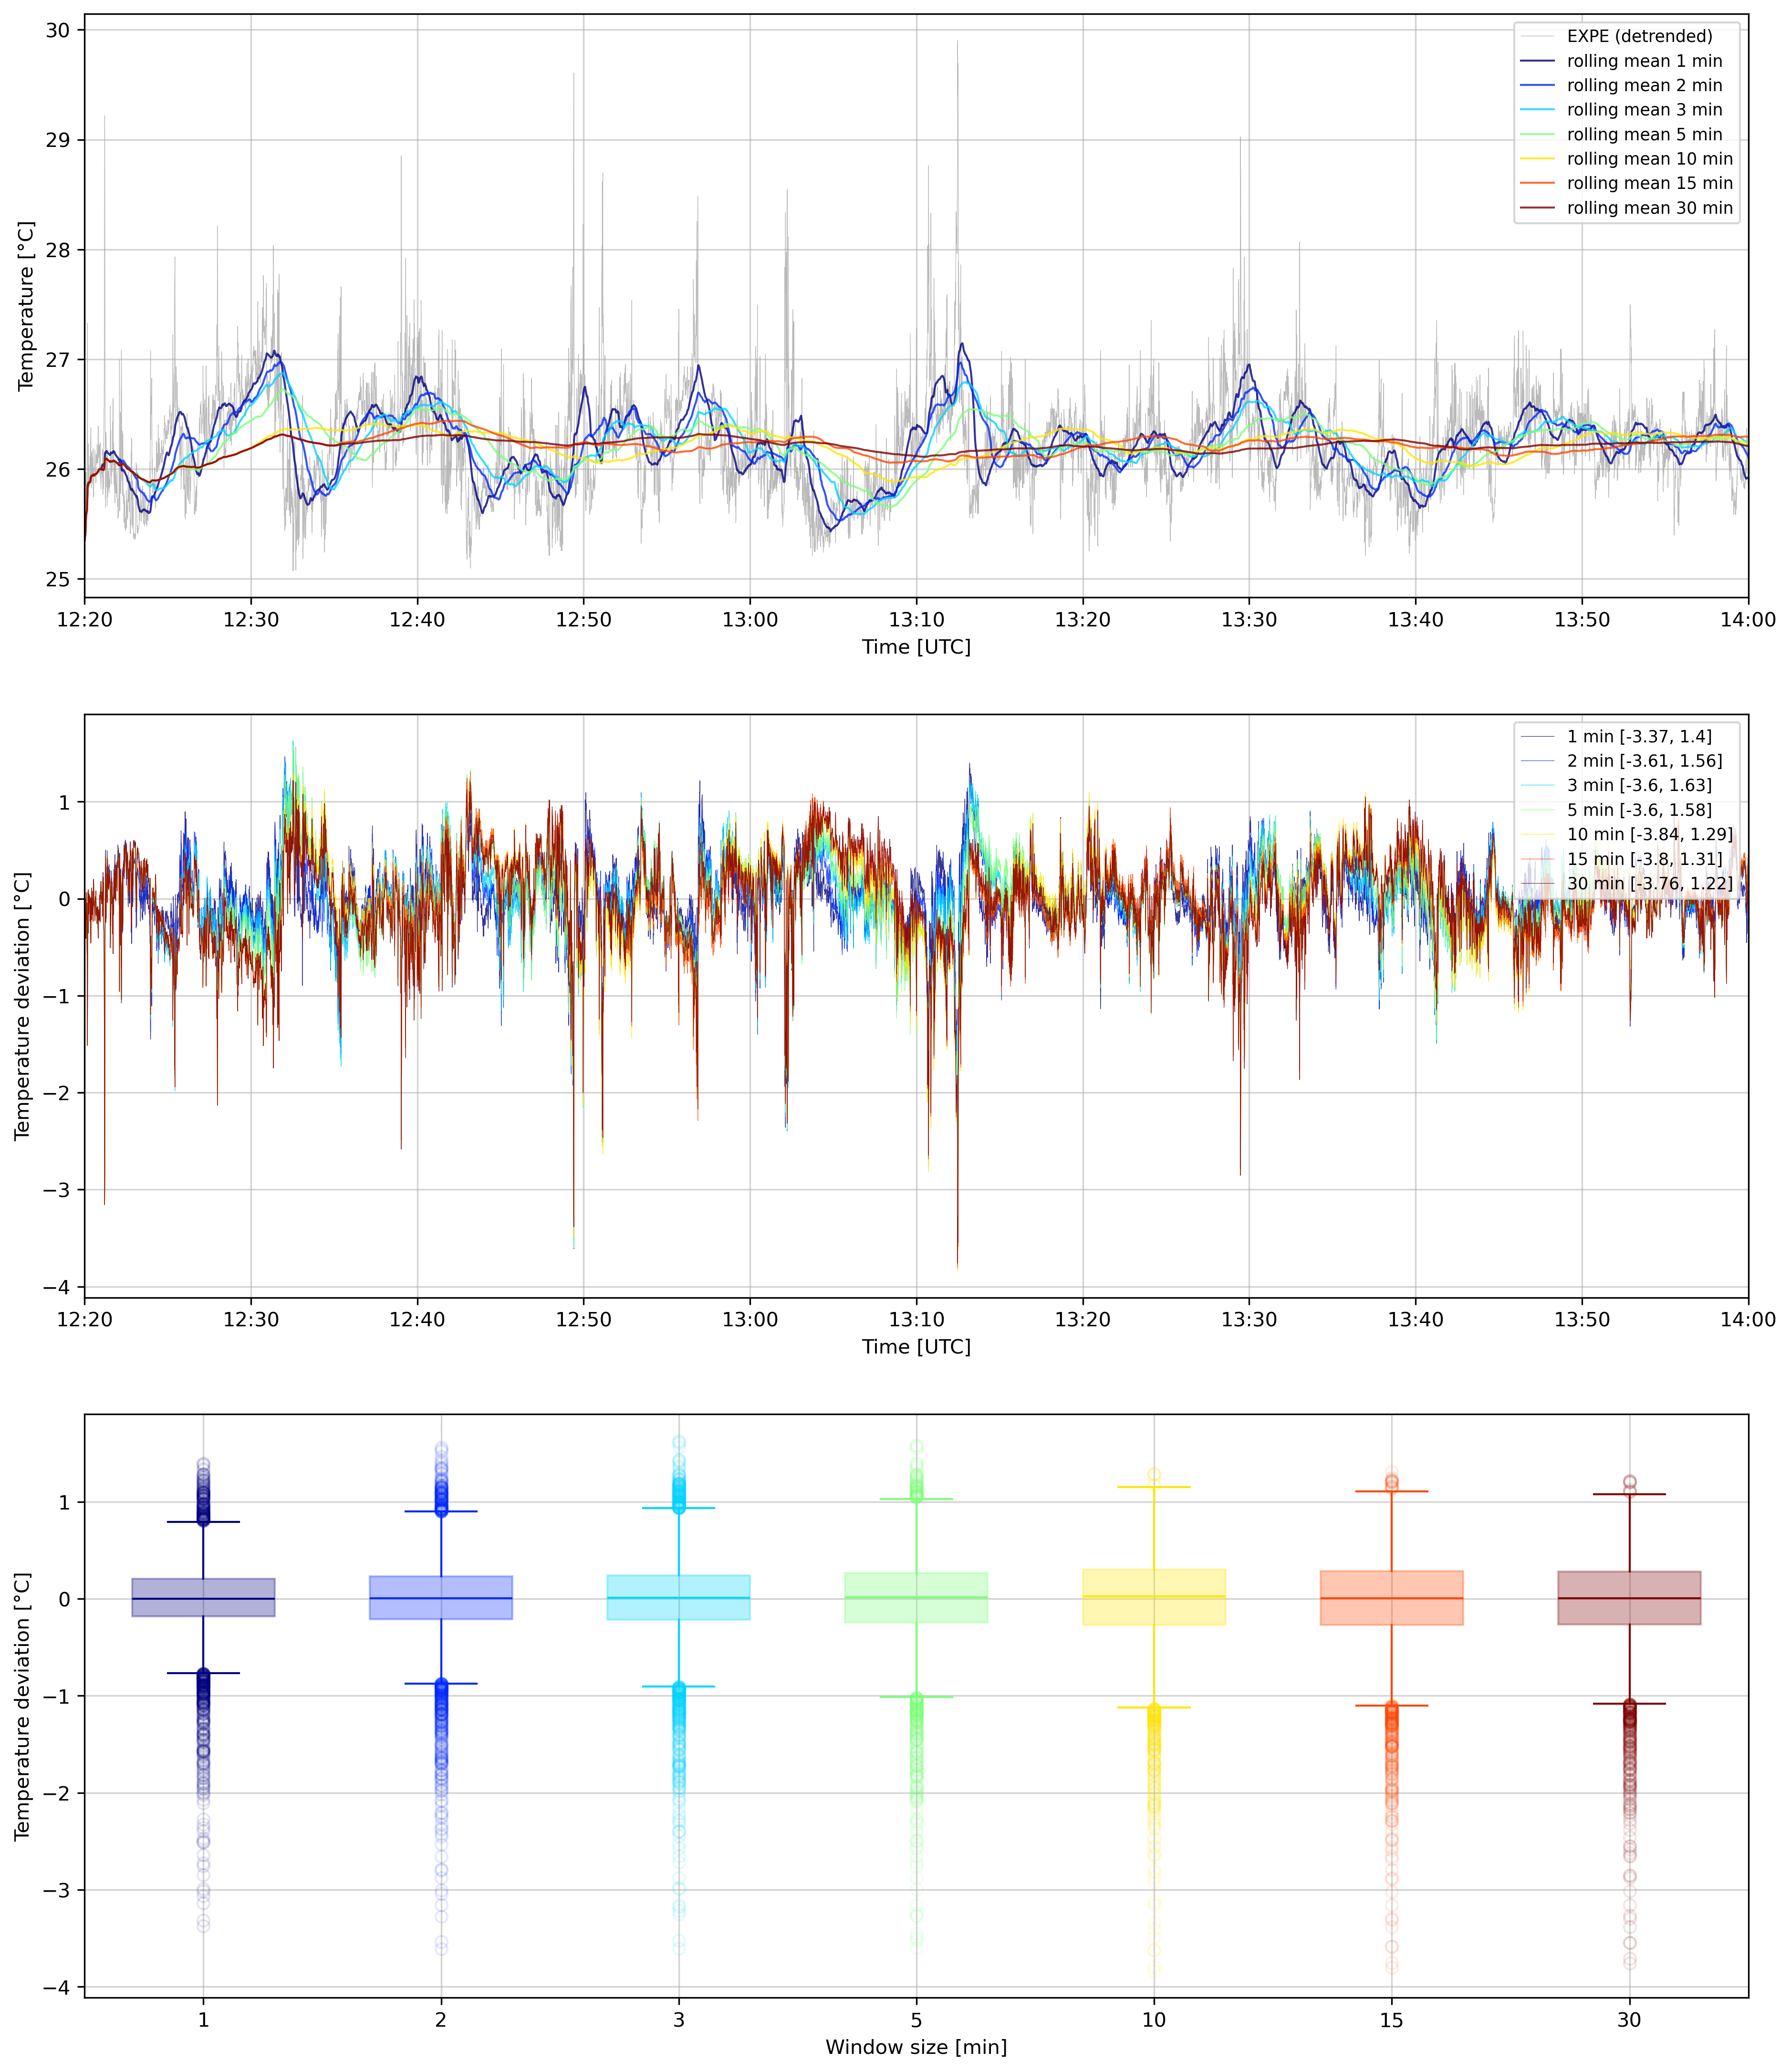 30
29
28
27
26
25
Temperature [°C]
EXPE (detrended)
rolling mean 1 min
rolling mean 2 min
rolling mean 3 min
rolling mean 5 min
rolling mean 10 min
rolling mean 15 min
rolling mean 30 min
12:20 12:30 12:40 12:50 13:00 13:10 13:20 13:30 13:40 13:50 14:00
Time [UTC]
1
0
−1
−2
−3
−4
Temperature deviation [°C]
1 min [-3.37, 1.4]
2 min [-3.61, 1.56]
3 min [-3.6, 1.63]
5 min [-3.6, 1.58]
10 min [-3.84, 1.29]
15 min [-3.8, 1.31]
30 min [-3.76, 1.22]
12:20 12:30 12:40 12:50 13:00 13:10 13:20 13:30 13:40 13:50 14:00
Time [UTC]
1
0
−1
−2
−3
−4
Temperature deviation [°C]
1 2 3 5 10 15 30
Window size [min]